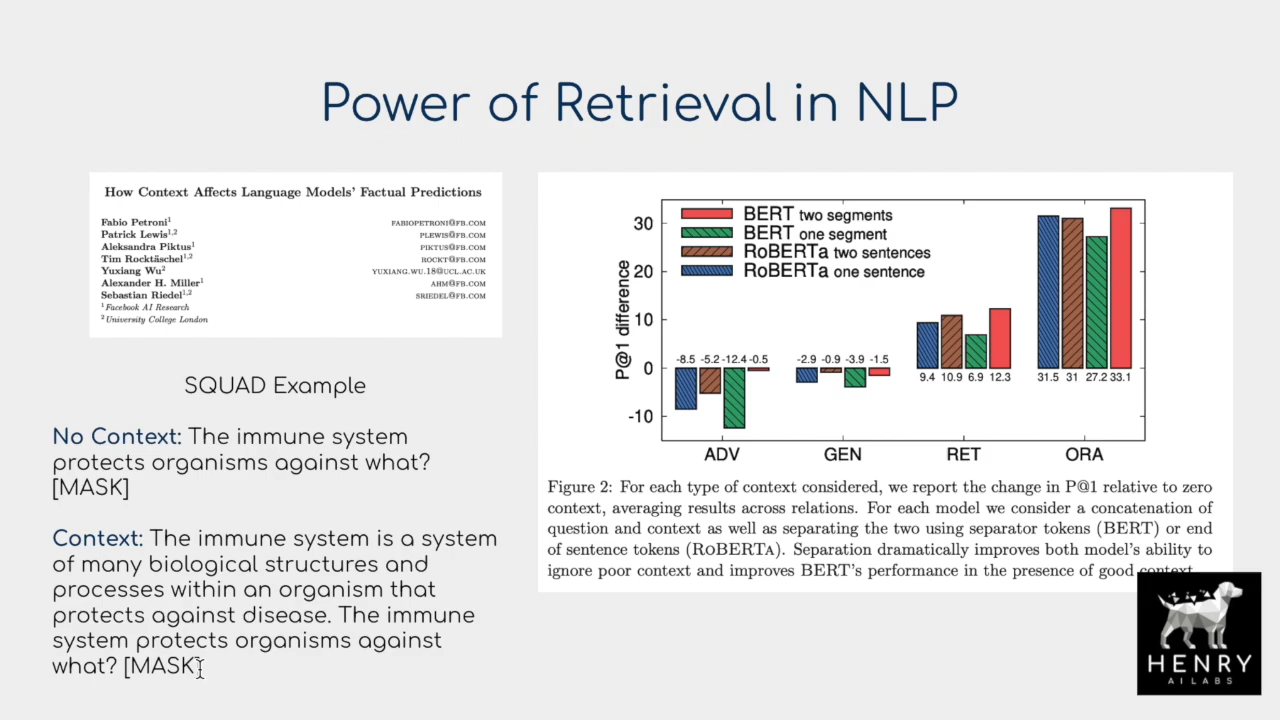 Power of Retrieval in NLP
How Context Affects Language Models' Factual Predictions
Fabio Petroni1 FABIOPETRONI@FB.COM
Patrick Lewis1,2 PLEWIS@FB.COM
Aleksandra Piktus1 PIKTUS@FB.COM
Tim Rocktäschel1,2 ROCKT@FB.COM
Yuxiang Wu2 YUXIANG.WU.18@UCL.AC.UK
Alexander H. Miller1 AHM@FB.COM
Sebastian Riedel1,2 SRIEDEL@FB.COM
1 Facebook AI Research
2 University College London
SQUAD Example
No Context: The immune system
protects organisms against what?
[MASK]
Context: The immune system is a system
of many biological structures and
processes within an organism that
protects against disease. The immune
system protects organisms against
what? [MASK]
BERT two segments
BERT one segment
RoBERTa two sentences
RoBERTa one sentence
P@1 difference
30
20
10
0
-10
-8.5 -5.2 -12.4 -0.5
-2.9 -0.9 -3.9 -1.5
9.4 10.9 6.9 12.3
31.5 31 27.2 33.1
ADV GEN RET ORA
Figure 2: For each type of context considered, we report the change in P@1 relative to zero
context, averaging results across relations. For each model we consider a concatenation of
question and context as well as separating the two using separator tokens (BERT) or end
of sentence tokens (RoBERTa). Separation dramatically improves both model's ability to
ignore poor context and improves BERT's performance in the presence of good context.
HENRY
AI LABS